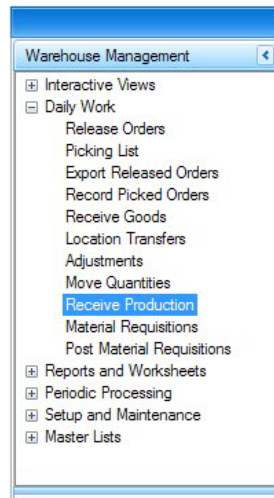 Warehouse Management
Interactive Views
Daily Work
Release Orders
Picking List
Export Released Orders
Record Picked Orders
Receive Goods
Location Transfers
Adjustments
Move Quantities
Receive Production
Material Requisitions
Post Material Requisitions
Reports and Worksheets
Periodic Processing
Setup and Maintenance
Master Lists